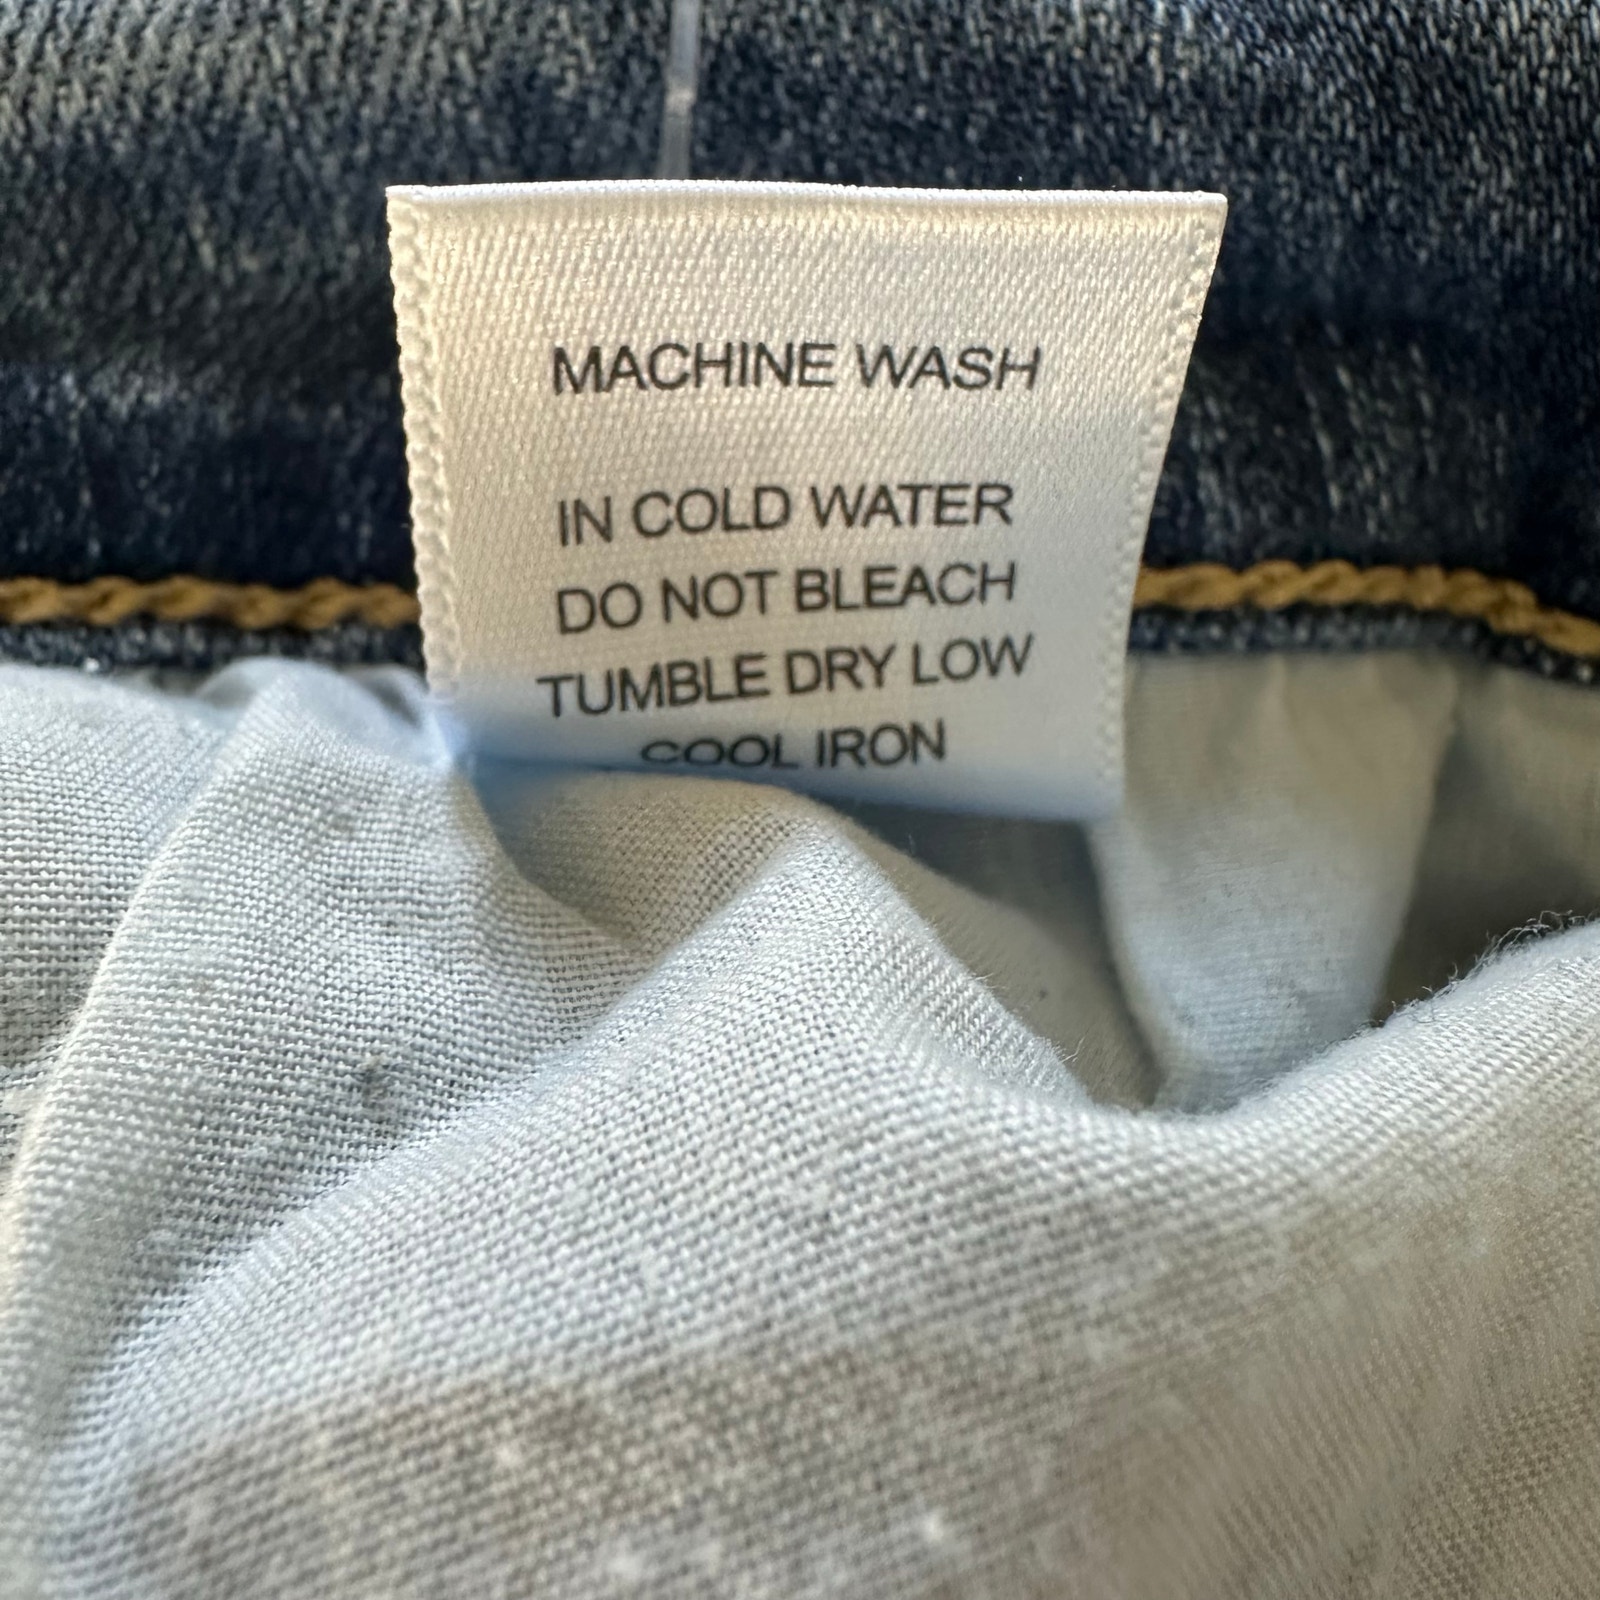 MACHINE WASH
IN COLD WATER
DO NOT BLEACH
TUMBLE DRY LOW
COOL IRON